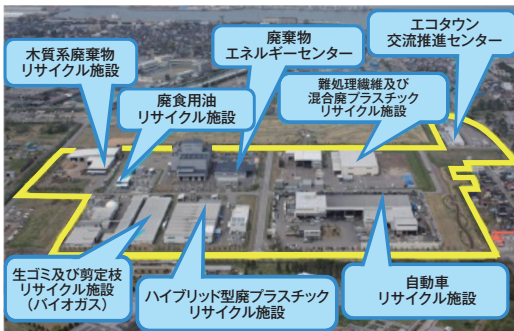 木質系廃棄物
リサイクル施設
廃食用油
リサイクル施設
廃棄物
エネルギーセンター
難処理繊維及び
混合廃プラスチック
リサイクル施設
エコタウン
交流推進センター
生ゴミ及び剪定枝
リサイクル施設
(バイオガス)
ハイブリッド型廃プラスチック
リサイクル施設
自動車
リサイクル施設